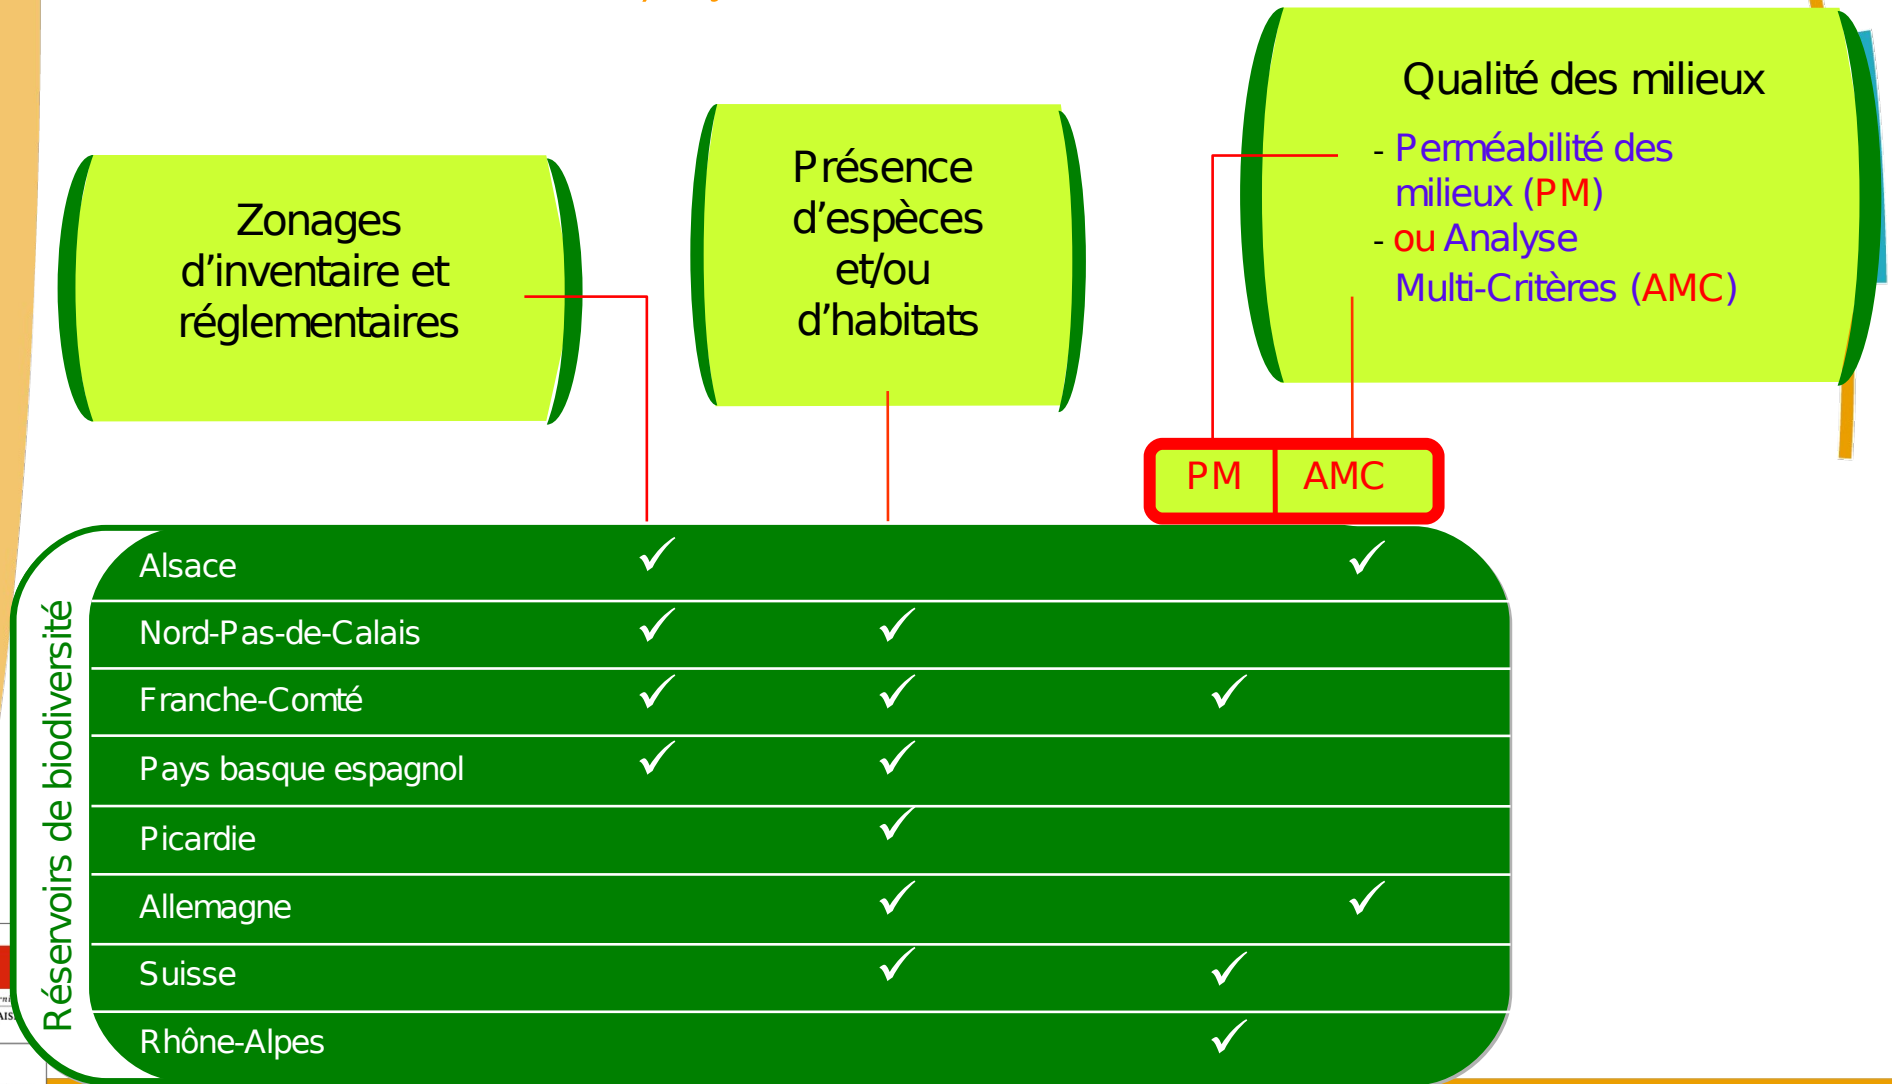 Zonages
d'inventaire et
réglementaires
Présence
d'espèces
et/ou
d'habitats
Qualité des milieux
- Perméabilité des
milieux (PM)
- ou Analyse
Multi-Critères (AMC)
PM AMC
Réservoirs de biodiversité
Alsace ✓ ✓
Nord-Pas-de-Calais ✓ ✓
Franche-Comté ✓ ✓ ✓
Pays basque espagnol ✓ ✓
Picardie ✓
Allemagne ✓ ✓
Suisse ✓ ✓
Rhône-Alpes ✓